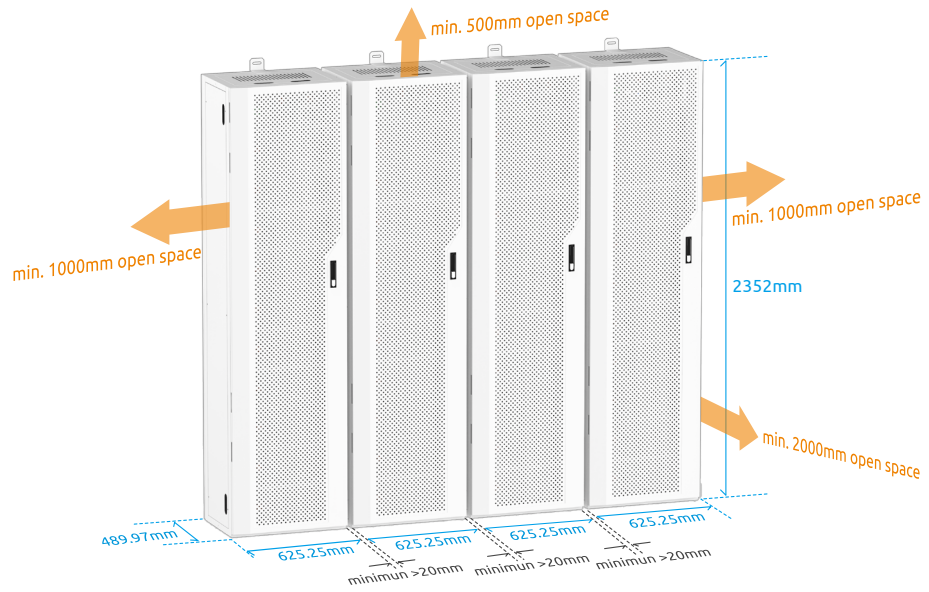 min. 500mm open space
min. 1000mm open space
min. 1000mm open space
2352mm
min. 2000mm open space
489.97mm
625.25mm
625.25mm
625.25mm
625.25mm
minimun >20mm
minimun >20mm
minimun >20mm